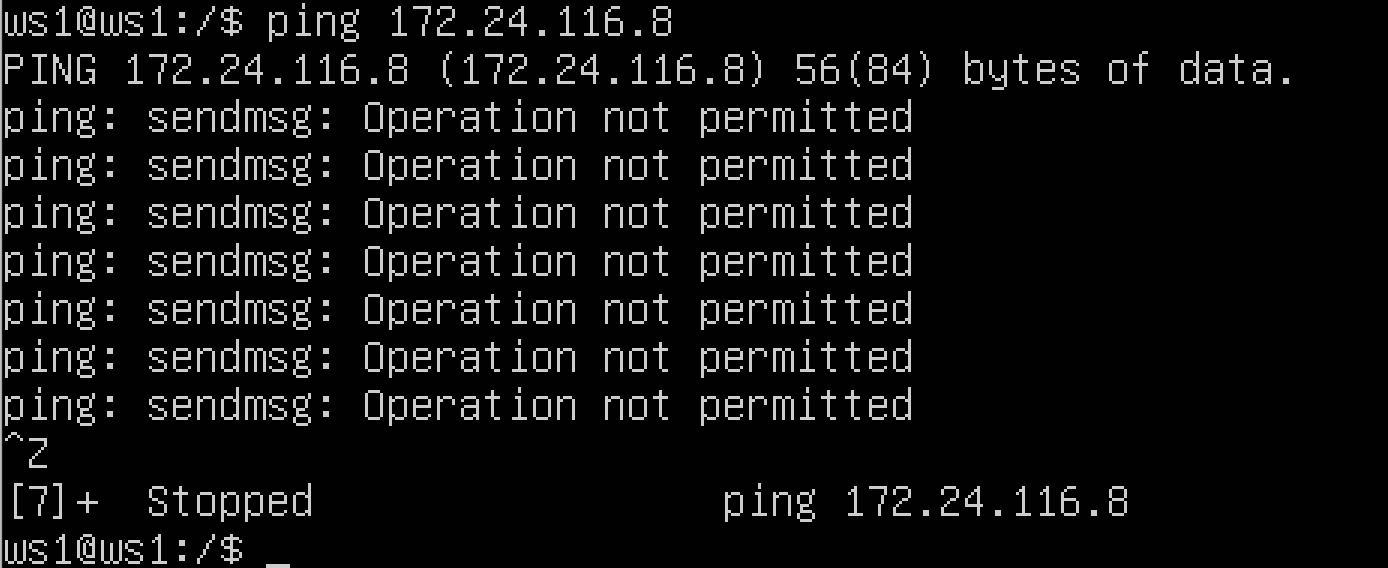 ws1@ws1:/$ ping 172.24.116.8
PING 172.24.116.8 (172.24.116.8) 56(84) bytes of data.
ping: sendmsg: Operation not permitted
ping: sendmsg: Operation not permitted
ping: sendmsg: Operation not permitted
ping: sendmsg: Operation not permitted
ping: sendmsg: Operation not permitted
ping: sendmsg: Operation not permitted
ping: sendmsg: Operation not permitted
^Z
[7]+  Stopped                 ping 172.24.116.8
ws1@ws1:/$ _